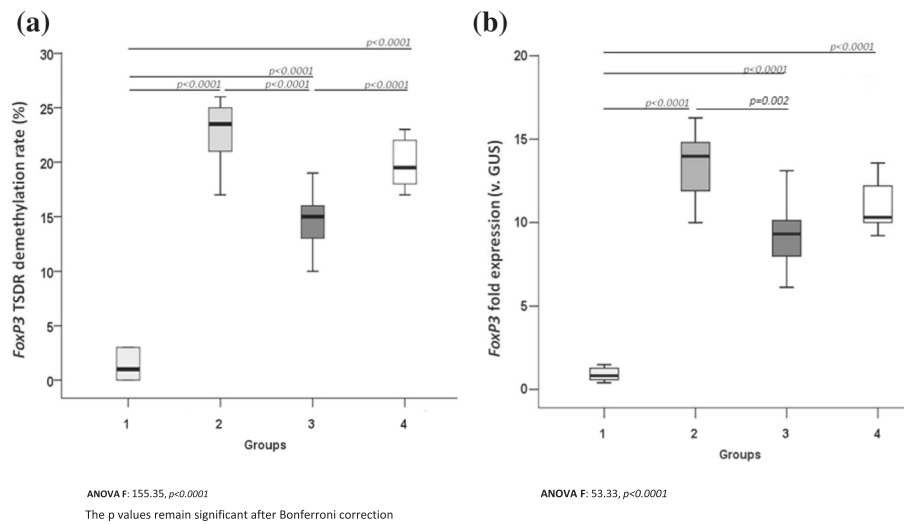 (a)
FoxP3 TSDR demethylation rate (%)
30
25
20
15
10
5
0
p<0.0001
p<0.0001
p<0.0001
p<0.0001
p<0.0001
1
2
3
4
Groups
ANOVA F: 155.35, p<0.0001
The p values remain significant after Bonferroni correction
(b)
FoxP3 fold expression (v. GUS)
20
15
10
5
0
p<0.0001
p<0.0001
p<0.0001
p=0.002
1
2
3
4
Groups
ANOVA F: 53.33, p<0.0001